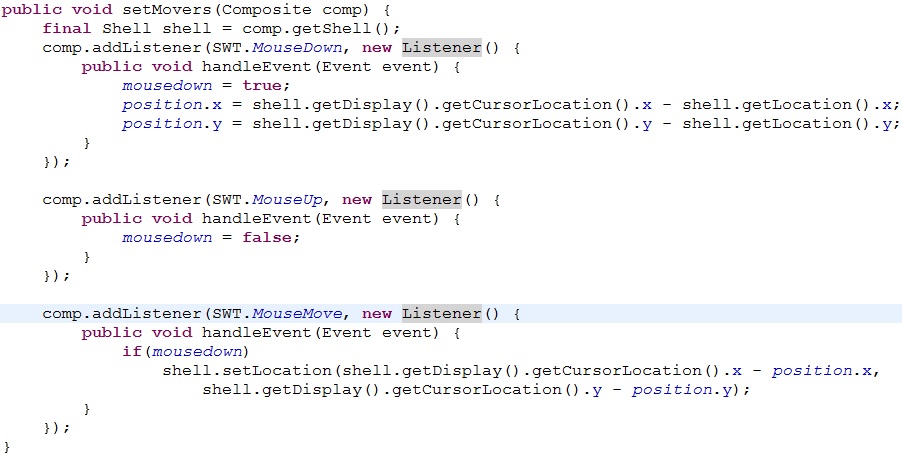 public void setMovers(Composite comp) {
    final Shell shell = comp.getShell();
    comp.addListener(SWT.MouseDown, new Listener() {
        public void handleEvent(Event event) {
            mousedown = true;
            position.x = shell.getDisplay().getCursorLocation().x - shell.getLocation().x;
            position.y = shell.getDisplay().getCursorLocation().y - shell.getLocation().y;
        }
    });

    comp.addListener(SWT.MouseUp, new Listener() {
        public void handleEvent(Event event) {
            mousedown = false;
        }
    });

    comp.addListener(SWT.MouseMove, new Listener() {
        public void handleEvent(Event event) {
            if(mousedown)
                shell.setLocation(shell.getDisplay().getCursorLocation().x - position.x,
                    shell.getDisplay().getCursorLocation().y - position.y);
        }
    });
}